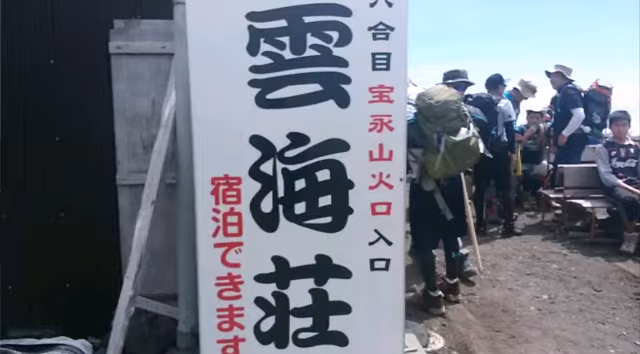 六合目 宝永山火口入口
雲海荘
宿泊できます